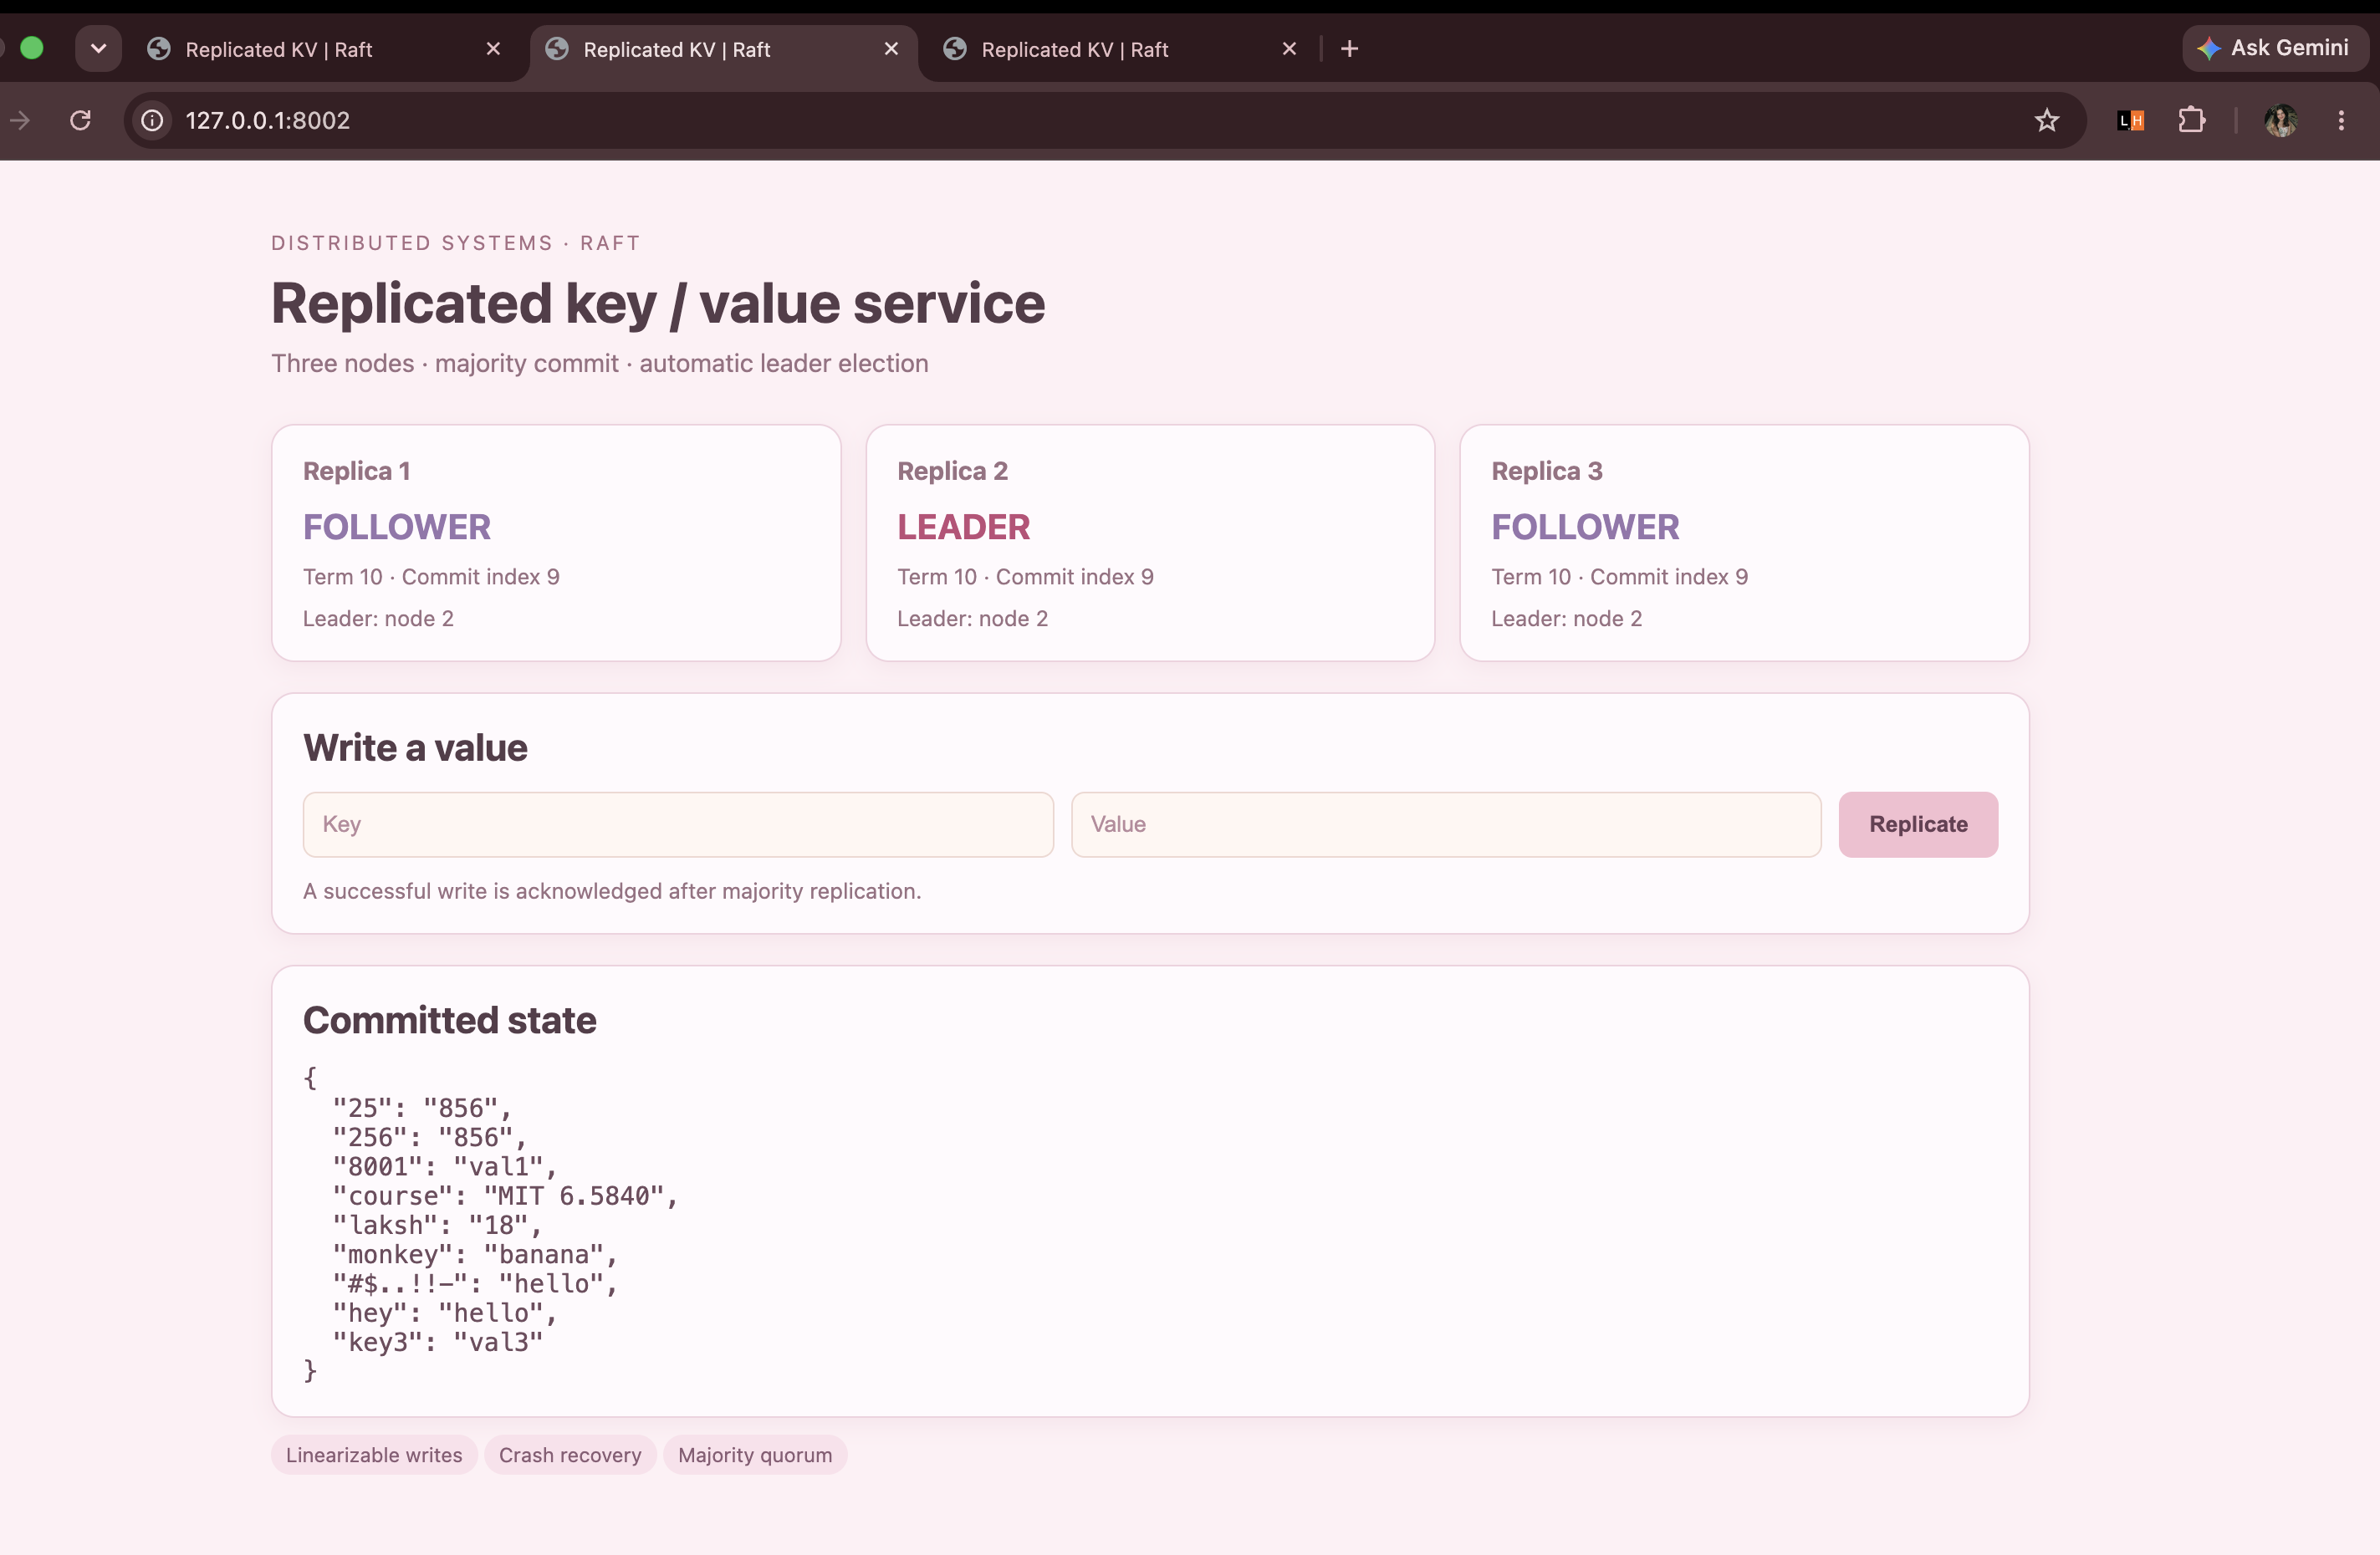 Replicated KV | Raft
Replicated KV | Raft
Replicated KV | Raft
Ask Gemini
127.0.0.1:8002
LH
DISTRIBUTED SYSTEMS · RAFT
Replicated key / value service
Three nodes · majority commit · automatic leader election
Replica 1
FOLLOWER
Term 10 · Commit index 9
Leader: node 2
Replica 2
LEADER
Term 10 · Commit index 9
Leader: node 2
Replica 3
FOLLOWER
Term 10 · Commit index 9
Leader: node 2
Write a value
Key
Value
Replicate
A successful write is acknowledged after majority replication.
Committed state
{
"25": "856",
"256": "856",
"8001": "val1",
"course": "MIT 6.5840",
"laksh": "18",
"monkey": "banana",
"#$..!!-": "hello",
"hey": "hello",
"key3": "val3"
}
Linearizable writes
Crash recovery
Majority quorum